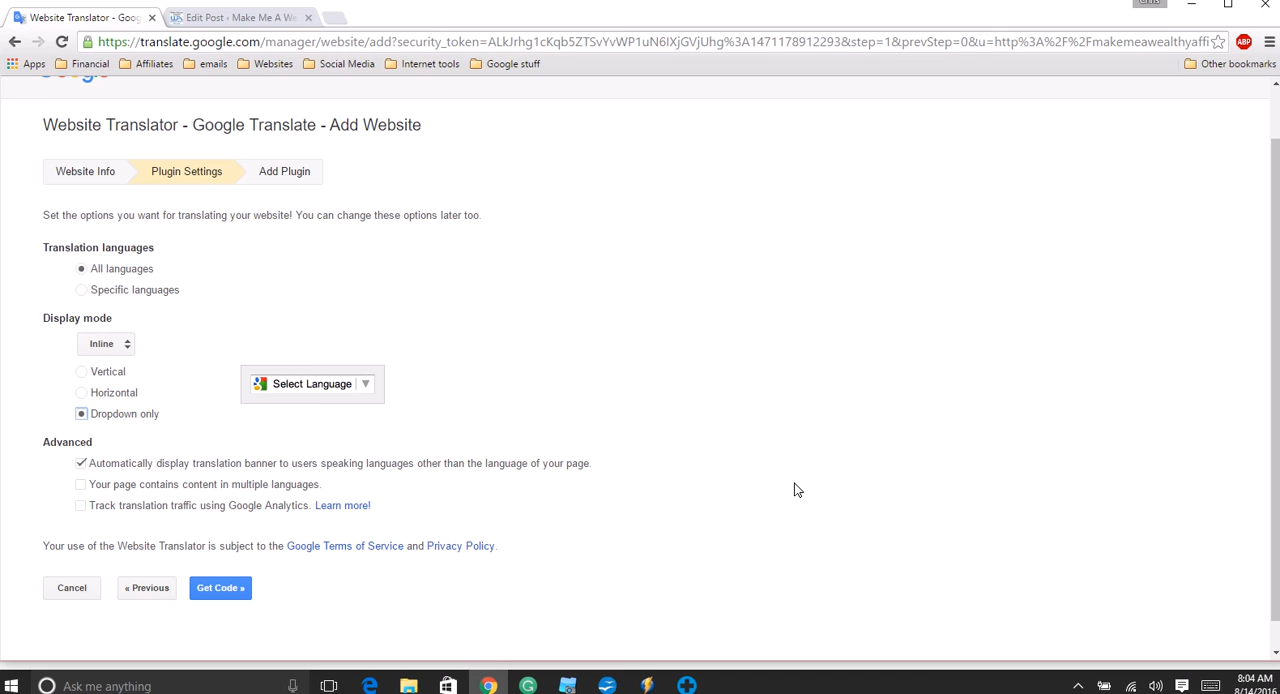 Chris
Website Translator - Goog
Edit Post ‹ Make Me A We
https://translate.google.com/manager/website/add?security_token=ALkJrhg1cKqb5ZTSvYvWP1uN6IXjGVjUhg%3A1471178912293&step=1&prevStep=0&u=http%3A%2F%2Fmakemeawealthyaffi
ABP
Apps Financial Affiliates emails Websites Social Media Internet tools Google stuff Other bookmarks
Website Translator - Google Translate - Add Website
Website Info Plugin Settings Add Plugin
Set the options you want for translating your website! You can change these options later too.
Translation languages
All languages
Specific languages
Display mode
Inline
Vertical
Horizontal
Dropdown only
Select Language
Advanced
Automatically display translation banner to users speaking languages other than the language of your page.
Your page contains content in multiple languages.
Track translation traffic using Google Analytics. Learn more!
Your use of the Website Translator is subject to the Google Terms of Service and Privacy Policy.
Cancel « Previous Get Code »
Ask me anything
8:04 AM